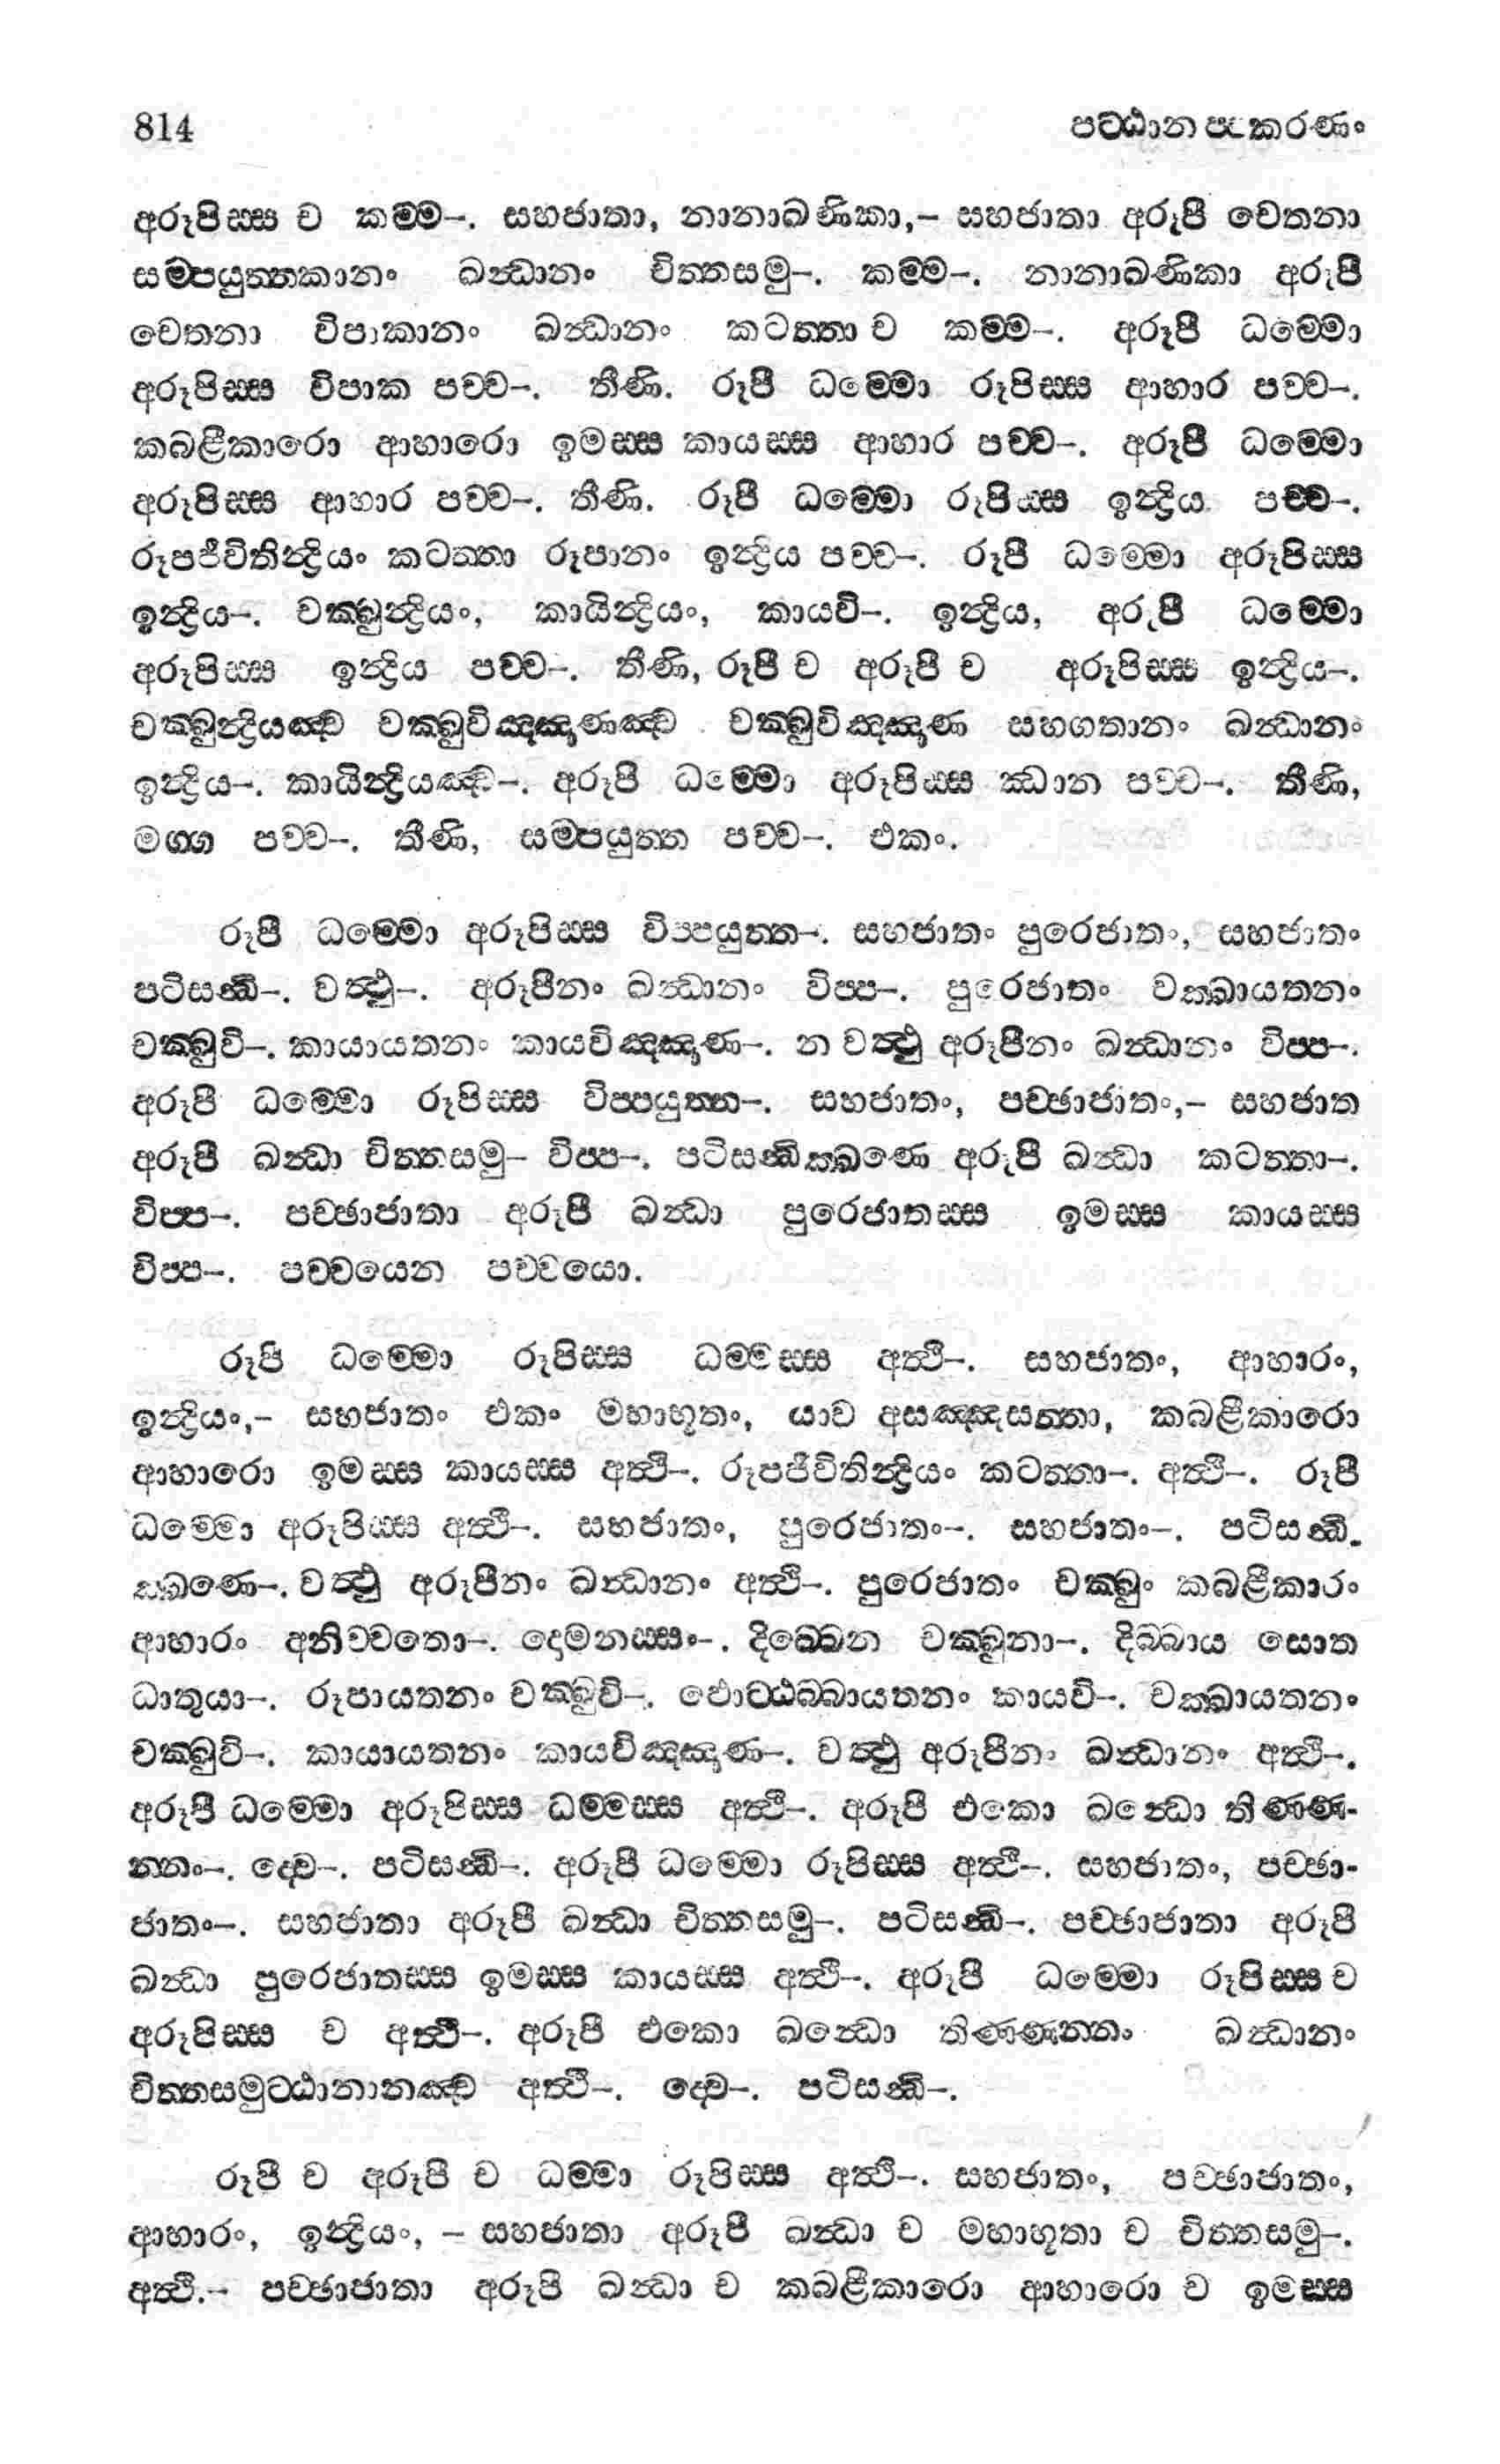 814 පට්ඨාන පකරණං
අරූපිස්ස ච කම්ම–. සහජාතා, නානාඛණිකා,– සහජාතා අරූපී චෙතනා
සම්පයුත්තකානං ඛන්ධානං චිත්තසමු–. කම්ම–. නානාඛණිකා අරූපී
චෙතනා විපාකානං ඛන්ධානං කටත්තා ච කම්ම–. අරූපී ධම්මො
අරූපිස්ස විපාක පච්ච–. තීණි. රූපී ධම්මො රූපිස්ස ආහාර පච්ච–.
කබළීකාරො ආහාරො ඉමස්ස කායස්ස ආහාර පච්ච–. අරූපී ධම්මො
අරූපිස්ස ආහාර පච්ච–. තීණි. රූපී ධම්මො රූපිස්ස ඉන්ද්‍රිය පච්ච–.
රූපජීවිතින්ද්‍රියං කටත්තා රූපානං ඉන්ද්‍රිය පච්ච–. රූපී ධම්මො අරූපිස්ස
ඉන්ද්‍රිය–. චක්ඛුන්ද්‍රියං, කායින්ද්‍රියං, කායවි–. ඉන්ද්‍රිය, අරූපී ධම්මො
අරූපිස්ස ඉන්ද්‍රිය පච්ච–. තීණි, රූපී ච අරූපී ච අරූපිස්ස ඉන්ද්‍රිය–.
චක්ඛුන්ද්‍රියඤ්ච චක්ඛුවිඤ්ඤාණඤ්ච චක්ඛුවිඤ්ඤාණ සහගතානං ඛන්ධානං
ඉන්ද්‍රිය–. කායින්ද්‍රියඤ්ච–. අරූපී ධම්මො අරූපිස්ස ඣාන පච්ච–. තීණි,
මග්ග පච්ච–. තීණි, සම්පයුත්ත පච්ච–. එකං.
රූපී ධම්මො අරූපිස්ස විප්පයුත්ත–. සහජාතං පුරෙජාතං, සහජාතං
පටිසන්ධි–. වත්ථු–. අරූපීනං ඛන්ධානං විප්ප–. පුරෙජාතං චක්ඛායතනං
චක්ඛුවි–. කායායතනං කායවිඤ්ඤාණ–. න වත්ථු අරූපීනං ඛන්ධානං විප්ප–.
අරූපී ධම්මො රූපිස්ස විප්පයුත්ත–. සහජාතං, පච්ඡාජාතං,– සහජාත
අරූපී ඛන්ධා චිත්තසමු– විප්ප–. පටිසන්ධික්ඛණෙ අරූපී ඛන්ධා කටත්තා–.
විප්ප–. පච්ඡාජාතා අරූපී ඛන්ධා පුරෙජාතස්ස ඉමස්ස කායස්ස
විප්ප–. පච්චයෙන පච්චයො.
රූපී ධම්මො රූපිස්ස ධම්මස්ස අත්ථි–. සහජාතං, ආහාරං,
ඉන්ද්‍රියං,– සහජාතං එකං මහාභූතං, යාව අසඤ්ඤසත්තා, කබළීකාරො
ආහාරො ඉමස්ස කායස්ස අත්ථි–. රූපජීවිතින්ද්‍රියං කටත්තා–. අත්ථි–. රූපී
ධම්මො අරූපිස්ස අත්ථි–. සහජාතං, පුරෙජාතං–. සහජාතං–. පටිසන්ධි-
ක්ඛණෙ–. වත්ථු අරූපීනං ඛන්ධානං අත්ථි–. පුරෙජාතං චක්ඛුං කබළීකාරං
ආහාරං අනිච්චතො–. දොමනස්සං–. දිබ්බෙන චක්ඛුනා–. දිබ්බාය සොත
ධාතුයා–. රූපායතනං චක්ඛුවි–. ඵොට්ඨබ්බායතනං කායවි–. චක්ඛායතනං
චක්ඛුවි–. කායායතනං කායවිඤ්ඤාණ–. වත්ථු අරූපීනං ඛන්ධානං අත්ථි–.
අරූපී ධම්මො අරූපිස්ස ධම්මස්ස අත්ථි–. අරූපී එකො ඛන්ධො තිණ්ණ-
න්නං–. ද්වෙ–. පටිසන්ධි–. අරූපී ධම්මො රූපිස්ස අත්ථි–. සහජාතං, පච්ඡා-
ජාතං–. සහජාතා අරූපී ඛන්ධා චිත්තසමු–. පටිසන්ධි–. පච්ඡාජාතා අරූපී
ඛන්ධා පුරෙජාතස්ස ඉමස්ස කායස්ස අත්ථි–. අරූපී ධම්මො රූපිස්ස ච
අරූපිස්ස ච අත්ථි–. අරූපී එකො ඛන්ධො තිණ්ණන්නං ඛන්ධානං
චිත්තසමුට්ඨානානඤ්ච අත්ථි–. ද්වෙ–. පටිසන්ධි–.
රූපී ච අරූපී ච ධම්මා රූපිස්ස අත්ථි–. සහජාතං, පච්ඡාජාතං,
ආහාරං, ඉන්ද්‍රියං, – සහජාතා අරූපී ඛන්ධා ච මහාභූතා ච චිත්තසමු–.
අත්ථි.– පච්ඡාජාතා අරූපී ඛන්ධා ච කබළීකාරො ආහාරො ච ඉමස්ස